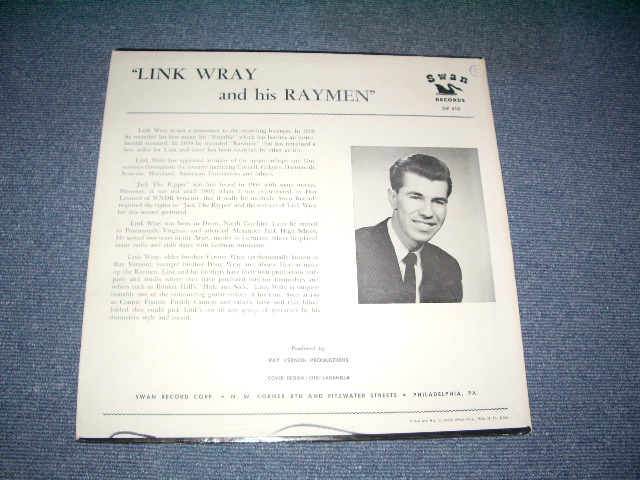 "LINK WRAY
and his RAYMEN"
Swan
RECORDS
SLP 510
Link Wray is not a newcomer to the recording business. In 1958
he recorded his first major hit "Rumble" which has become an instru-
mental standard. In 1959 he recorded "Rawhide" that has remained a
best seller for Link and since has been recorded by other artists.
Link Wray has appeared at many of the major colleges and Uni-
versities throughout the country including Cornell, Colgate, Dartmouth,
Syracuse, Maryland, American Universities and others.
"Jack The Ripper" was first heard in with some success.
However, it was not until 1963, when it was rediscovered by Dan
Leonard of WNDR Syracuse, that it really hit its stride. Swan Records
required the rights to "Jack The Ripper" and the services of Link Wray
for this second goround.
Link Wray was born in Dunn, North Carolina. Later he moved
to Portsmouth, Virginia, and attended Alexander Park High School.
He served two years in the Army, mostly in Germany, where he played
many radio and club dates with German musicians.
Link Wray, older brother Vernon Wray (professionally known as
Ray Vernon), younger brother Doug Wray and Shorty Horton make
up the Raymen. Link and his brothers have their own production com-
pany and studio where they have produced hits for themselves and
others such as Bunker Hill's "Hide and Seek." Link Wray is unques-
tionably one of the outstanding guitar stylists of his time. Such artists
as Connie Francis, Freddy Cannon and others, have said that blind-
folded they could pick Link's out of any group of guitarists by his
distinctive style and sound.
Produced by
RAY VERNON PRODUCTIONS
COVER DESIGN: ERIC LAGANELLA
SWAN RECORD CORP. • N. W. CORNER 8TH AND FITZWATER STREETS • PHILADELPHIA, PA.